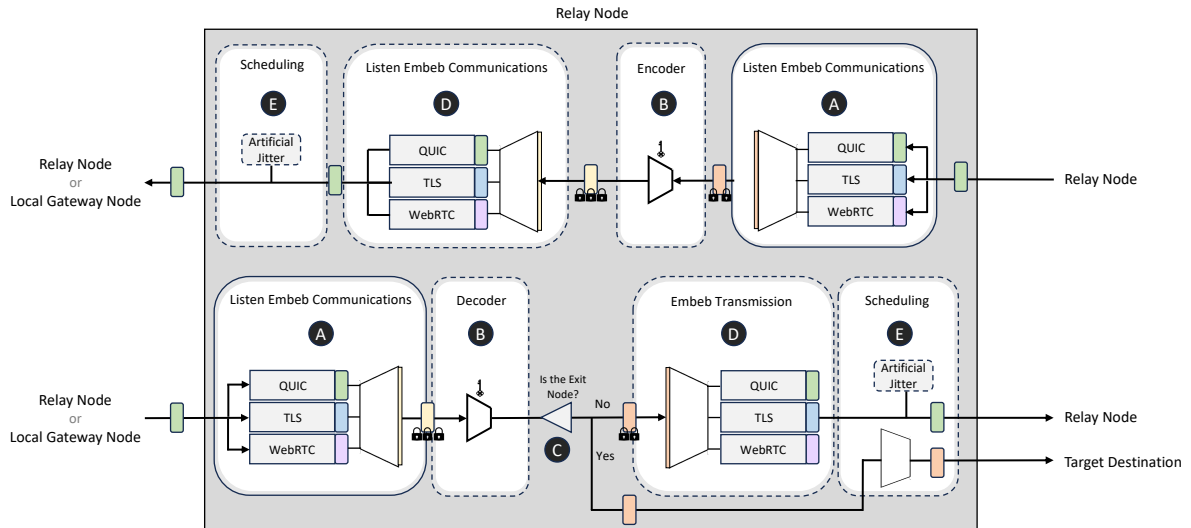 Relay Node
Scheduling
E
Artificial
Jitter
Listen Embeb Communications
D
QUIC
TLS
WebRTC
Encoder
B
Listen Embeb Communications
A
QUIC
TLS
WebRTC
Relay Node
or
Local Gateway Node
Relay Node
Listen Embeb Communications
A
QUIC
TLS
WebRTC
Decoder
B
Is the Exit
Node?
C
No
Yes
Embeb Transmission
D
QUIC
TLS
WebRTC
Scheduling
E
Artificial
Jitter
Relay Node
or
Local Gateway Node
Relay Node
Target Destination